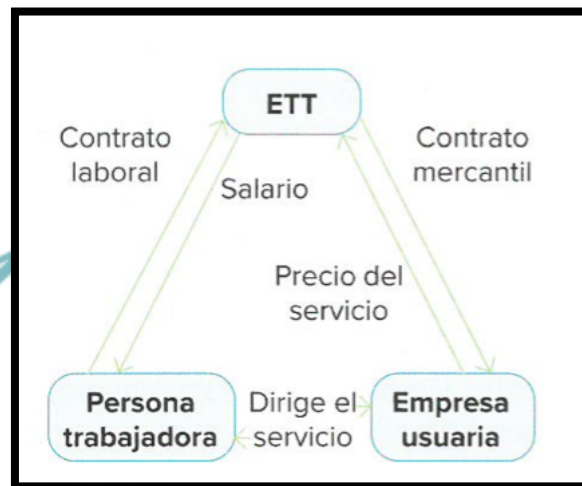 ETT
Contrato
laboral
Contrato
mercantil
Salario
Precio del
servicio
Persona
trabajadora
Dirige el
servicio
Empresa
usuaria